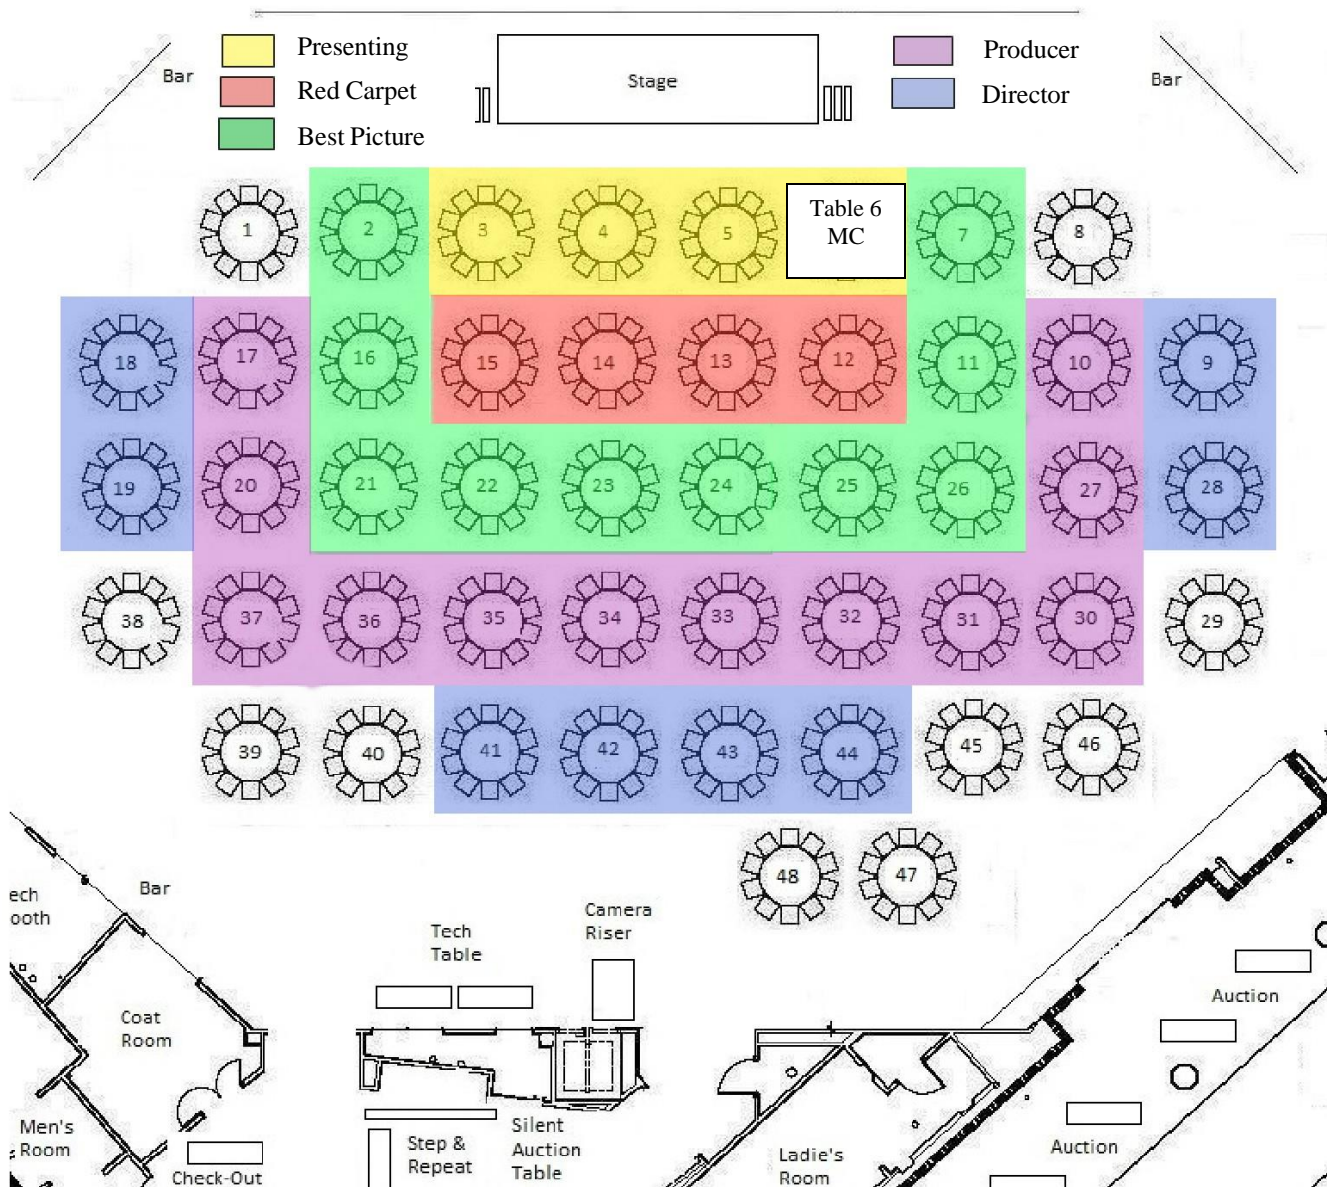 Presenting
Producer
Bar
Stage
Bar
Red Carpet
Director
Best Picture
1
2
3
4
5
Table 6
MC
7
8
18
17
16
15
14
13
12
11
10
9
19
20
21
22
23
24
25
26
27
28
38
37
36
35
34
33
32
31
30
29
39
40
41
42
43
44
45
46
48
47
Bar
ech
ooth
Camera
Riser
Tech
Table
Auction
Coat
Room
Men's
Room
Check-Out
Step &
Repeat
Silent
Auction
Table
Ladie's
Room
Auction